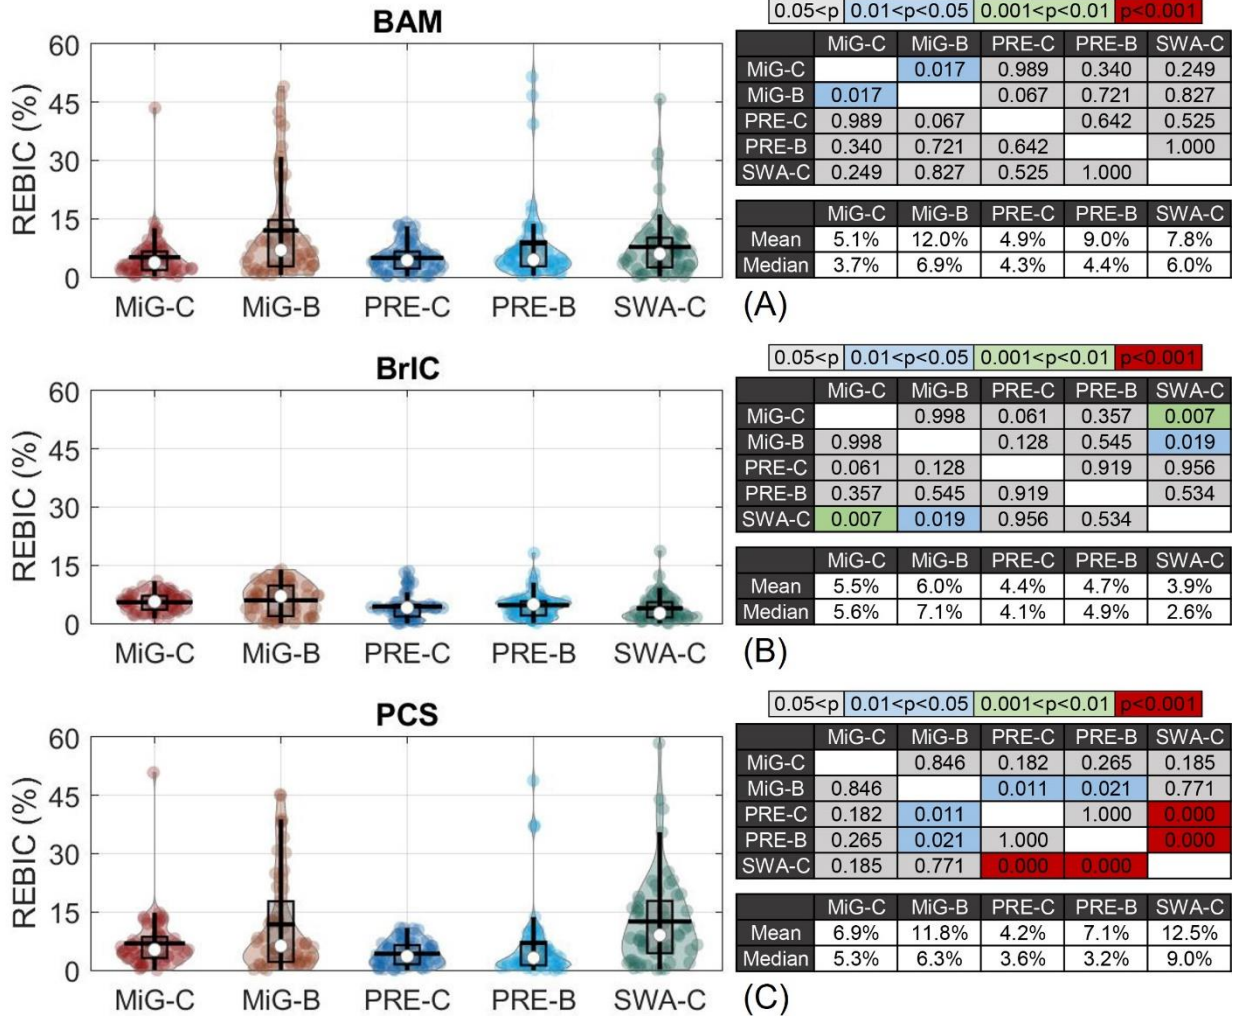 BAM
REBIC (%)
60
45
30
15
0
MiG-C MiG-B PRE-C PRE-B SWA-C
0.05<p 0.01<p<0.05 0.001<p<0.01 p<0.001
MiG-C MiG-B PRE-C PRE-B SWA-C
MiG-C 0.017 0.989 0.340 0.249
MiG-B 0.017 0.067 0.721 0.827
PRE-C 0.989 0.067 0.642 0.525
PRE-B 0.340 0.721 0.642 1.000
SWA-C 0.249 0.827 0.525 1.000
MiG-C MiG-B PRE-C PRE-B SWA-C
Mean 5.1% 12.0% 4.9% 9.0% 7.8%
Median 3.7% 6.9% 4.3% 4.4% 6.0%
(A)
BrIC
REBIC (%)
60
45
30
15
0
MiG-C MiG-B PRE-C PRE-B SWA-C
0.05<p 0.01<p<0.05 0.001<p<0.01 p<0.001
MiG-C MiG-B PRE-C PRE-B SWA-C
MiG-C 0.998 0.061 0.357 0.007
MiG-B 0.998 0.128 0.545 0.019
PRE-C 0.061 0.128 0.919 0.956
PRE-B 0.357 0.545 0.919 0.534
SWA-C 0.007 0.019 0.956 0.534
MiG-C MiG-B PRE-C PRE-B SWA-C
Mean 5.5% 6.0% 4.4% 4.7% 3.9%
Median 5.6% 7.1% 4.1% 4.9% 2.6%
(B)
PCS
REBIC (%)
60
45
30
15
0
MiG-C MiG-B PRE-C PRE-B SWA-C
0.05<p 0.01<p<0.05 0.001<p<0.01 p<0.001
MiG-C MiG-B PRE-C PRE-B SWA-C
MiG-C 0.846 0.182 0.265 0.185
MiG-B 0.846 0.011 0.021 0.771
PRE-C 0.182 0.011 1.000 0.000
PRE-B 0.265 0.021 1.000 0.000
SWA-C 0.185 0.771 0.000 0.000
MiG-C MiG-B PRE-C PRE-B SWA-C
Mean 6.9% 11.8% 4.2% 7.1% 12.5%
Median 5.3% 6.3% 3.6% 3.2% 9.0%
(C)